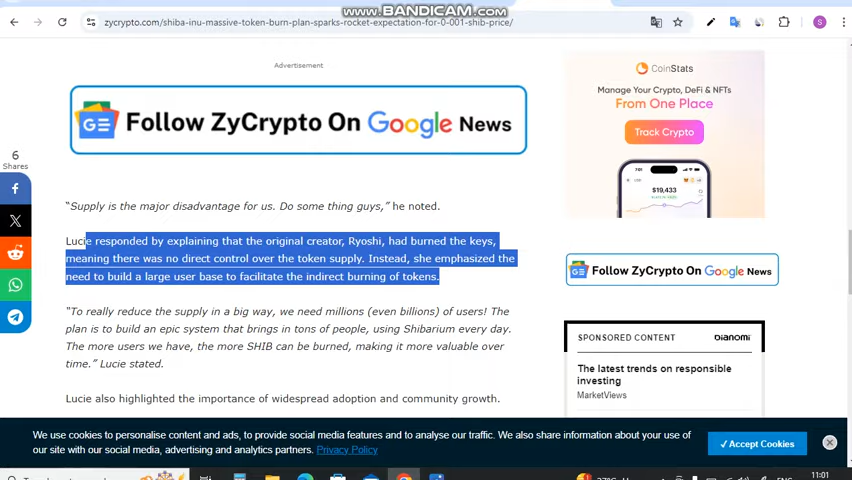 www.BANDICAM.com
zycrypto.com/shiba-inu-massive-token-burn-plan-sparks-rocket-expectation-for-0-001-shib-price/
S
Advertisement
GE Follow ZyCrypto On Google News
6
Shares
“Supply is the major disadvantage for us. Do some thing guys,” he noted.
Lucie responded by explaining that the original creator, Ryoshi, had burned the keys,
meaning there was no direct control over the token supply. Instead, she emphasized the
need to build a large user base to facilitate the indirect burning of tokens.
“To really reduce the supply in a big way, we need millions (even billions) of users! The
plan is to build an epic system that brings in tons of people, using Shibarium every day.
The more users we have, the more SHIB can be burned, making it more valuable over
time.” Lucie stated.
Lucie also highlighted the importance of widespread adoption and community growth.
CoinStats
Manage Your Crypto, DeFi & NFTs
From One Place
Track Crypto
$19,433
GE Follow ZyCrypto On Google News
SPONSORED CONTENT
DIANOMI
The latest trends on responsible
investing
MarketViews
We use cookies to personalise content and ads, to provide social media features and to analyse our traffic. We also share information about your use of
our site with our social media, advertising and analytics partners. Privacy Policy
✓ Accept Cookies
11:01